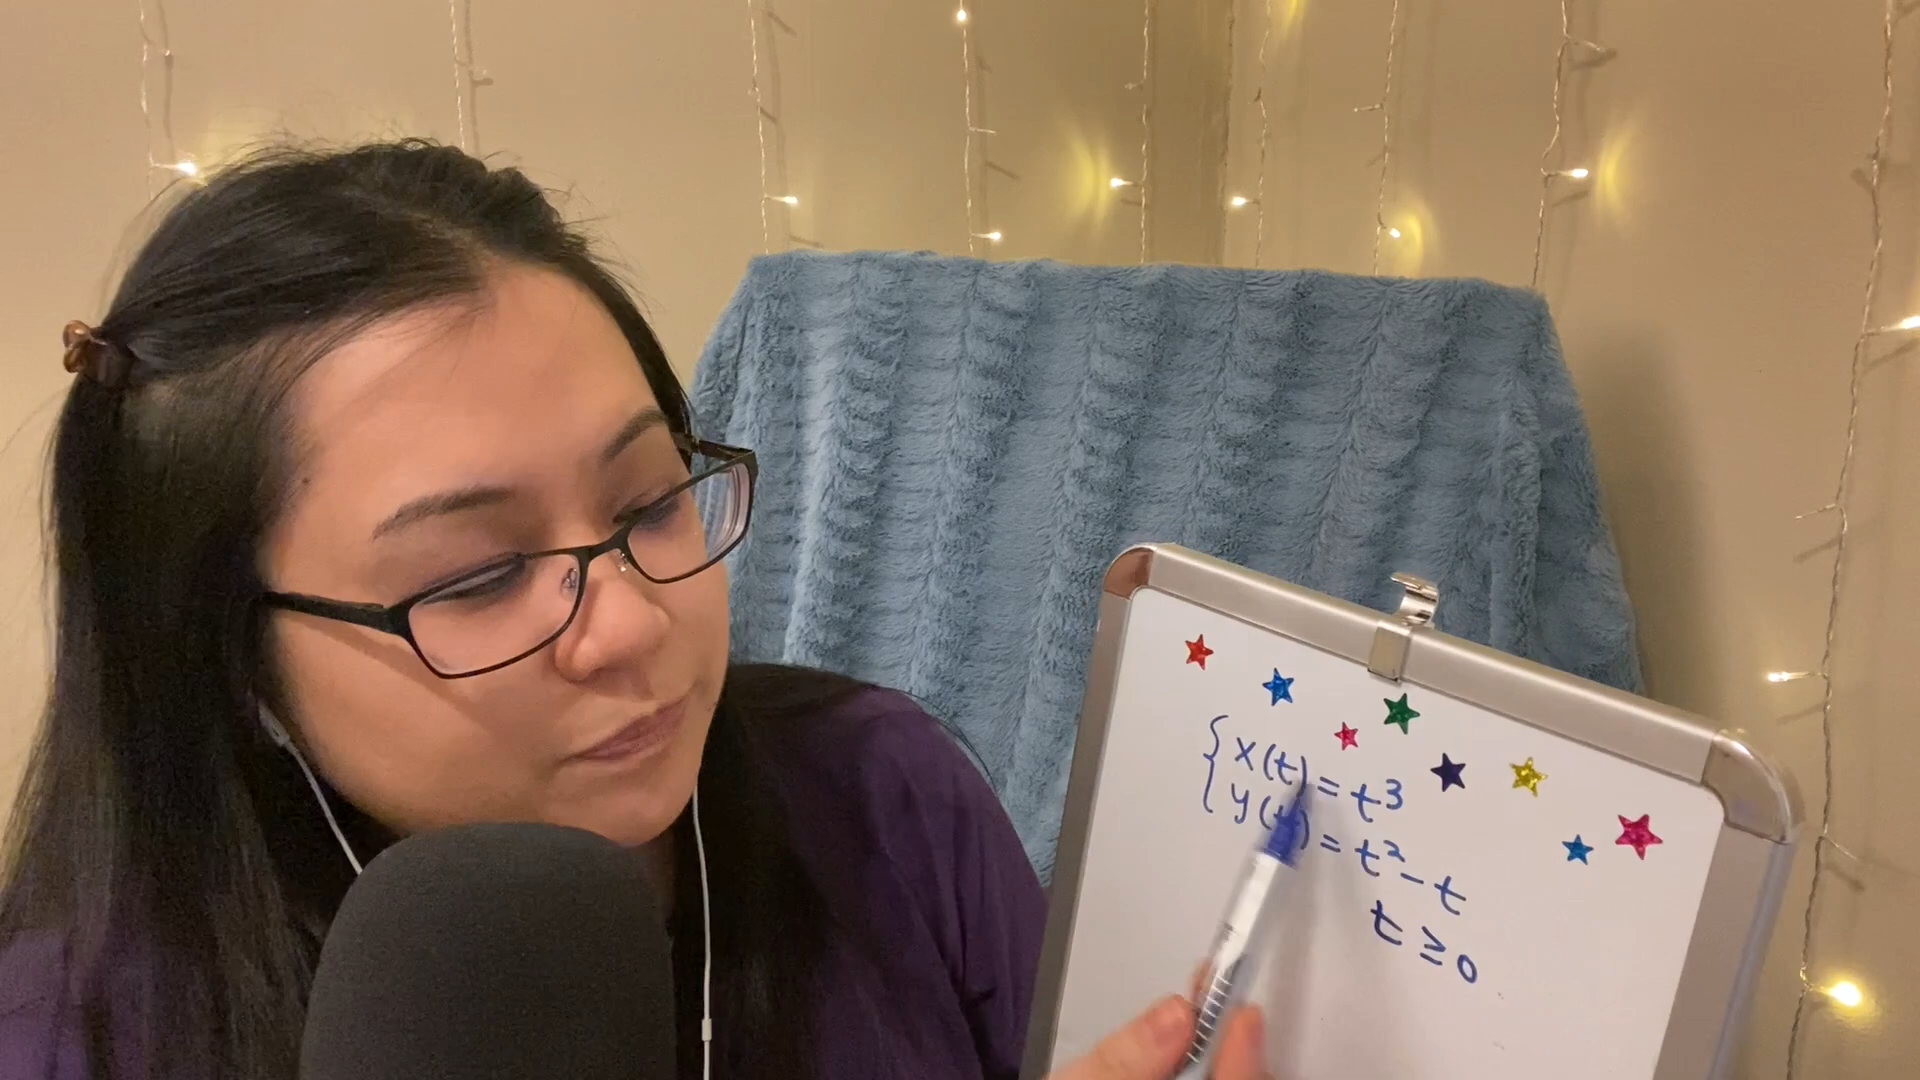 { x(t) = t³
y(t) = t² - t
t ≥ 0